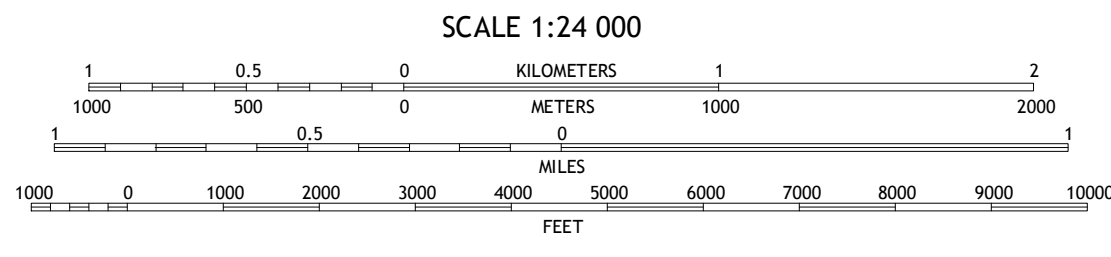 SCALE 1:24 000
1 0.5 0 KILOMETERS 1 2
1000 500 0 METERS 1000 2000
1 0.5 0 1
MILES
1000 0 1000 2000 3000 4000 5000 6000 7000 8000 9000 10000
FEET